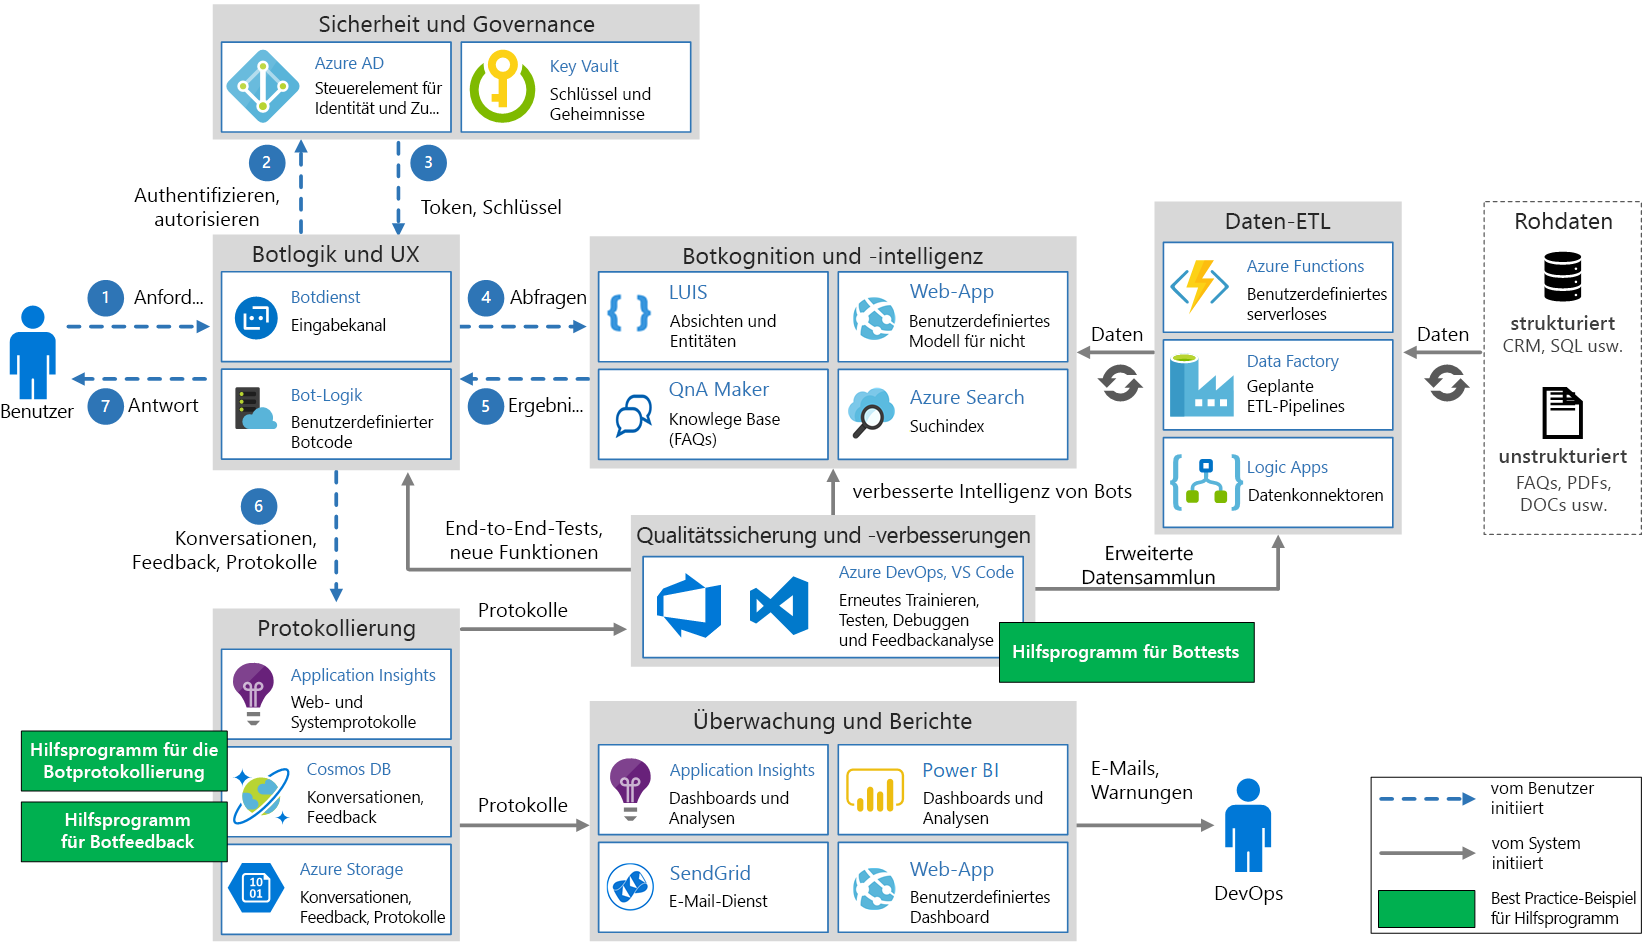 Sicherheit und Governance
Azure AD
Steuerelement für
Identität und Zu...
Key Vault
Schlüssel und
Geheimnisse
2
3
Authentifizieren,
autorisieren
Token, Schlüssel
Botlogik und UX
Botdienst
Eingabekanal
Bot-Logik
Benutzerdefinierter
Botcode
1
Anford...
Benutzer
7
Antwort
4
Abfragen
5
Ergebni...
Botkognition und -intelligenz
LUIS
Absichten und
Entitäten
Web-App
Benutzerdefiniertes
Modell für nicht
QnA Maker
Knowlege Base
(FAQs)
Azure Search
Suchindex
Daten
Daten-ETL
Azure Functions
Benutzerdefiniertes
serverloses
Data Factory
Geplante
ETL-Pipelines
Logic Apps
Datenkonnektoren
Daten
Rohdaten
strukturiert
CRM, SQL usw.
unstrukturiert
FAQs, PDFs,
DOCs usw.
6
Konversationen,
Feedback, Protokolle
End-to-End-Tests,
neue Funktionen
verbesserte Intelligenz von Bots
Qualitätssicherung und -verbesserungen
Azure DevOps, VS Code
Erneutes Trainieren,
Testen, Debuggen
und Feedbackanalyse
Hilfsprogramm für Bottests
Erweiterte
Datensammlun
Protokollierung
Application Insights
Web- und
Systemprotokolle
Cosmos DB
Konversationen,
Feedback
Azure Storage
10
01
Konversationen,
Feedback, Protokolle
Hilfsprogramm für die
Botprotokollierung
Hilfsprogramm
für Botfeedback
Protokolle
Protokolle
Überwachung und Berichte
Application Insights
Dashboards und
Analysen
Power BI
Dashboards und
Analysen
SendGrid
E-Mail-Dienst
Web-App
Benutzerdefiniertes
Dashboard
E-Mails,
Warnungen
DevOps
vom Benutzer
initiiert
vom System
initiiert
Best Practice-Beispiel
für Hilfsprogramm